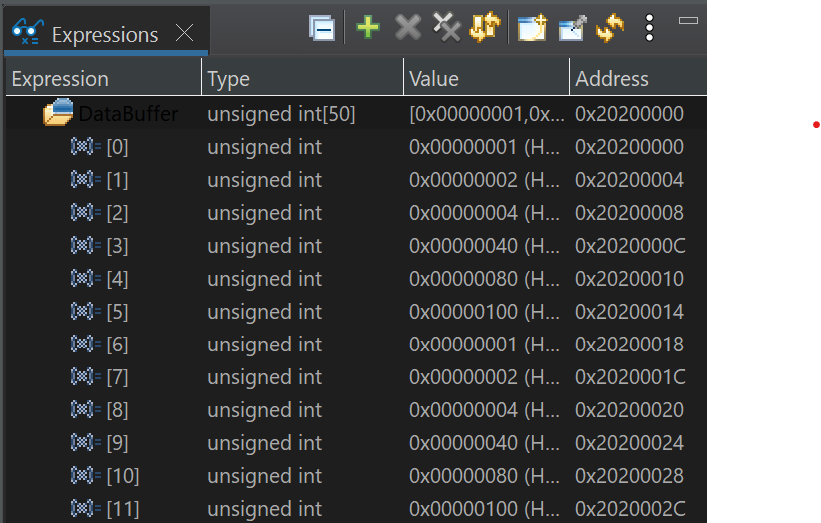 Expressions
Expression Type Value Address
DataBuffer unsigned int[50] [0x00000001,0x... 0x20200000
[0] unsigned int 0x00000001 (H... 0x20200000
[1] unsigned int 0x00000002 (H... 0x20200004
[2] unsigned int 0x00000004 (H... 0x20200008
[3] unsigned int 0x00000040 (H... 0x2020000C
[4] unsigned int 0x00000080 (H... 0x20200010
[5] unsigned int 0x00000100 (H... 0x20200014
[6] unsigned int 0x00000001 (H... 0x20200018
[7] unsigned int 0x00000002 (H... 0x2020001C
[8] unsigned int 0x00000004 (H... 0x20200020
[9] unsigned int 0x00000040 (H... 0x20200024
[10] unsigned int 0x00000080 (H... 0x20200028
[11] unsigned int 0x00000100 (H... 0x2020002C